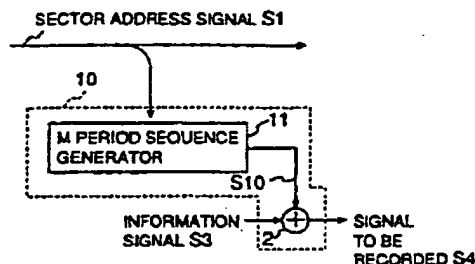 SECTOR ADDRESS SIGNAL S1
10
11
M PERIOD SEQUENCE
GENERATOR
S10
INFORMATION
SIGNAL S3
2
SIGNAL
TO BE
RECORDED S4